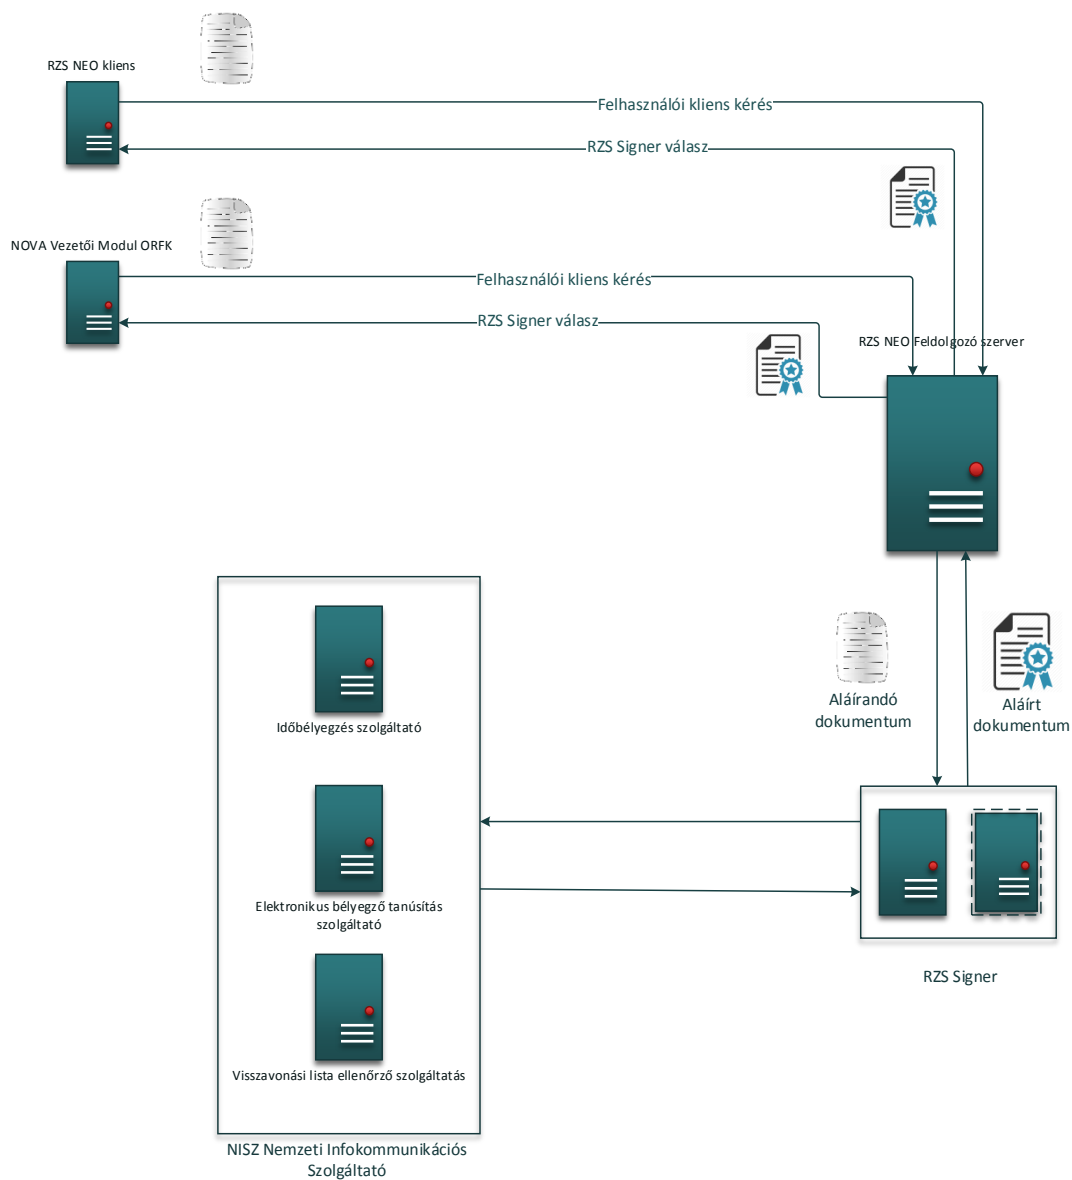 RZS NEO kliens
Felhasználói kliens kérés
RZS Signer válasz
NOVA Vezetői Modul ORFK
Felhasználói kliens kérés
RZS Signer válasz
RZS NEO Feldolgozó szerver
Aláírandó
dokumentum
Aláírt
dokumentum
Időbélyegzés szolgáltató
Elektronikus bélyegző tanúsítás
szolgáltató
RZS Signer
Visszavonási lista ellenőrző szolgáltatás
NISZ Nemzeti Infokommunikációs
Szolgáltató